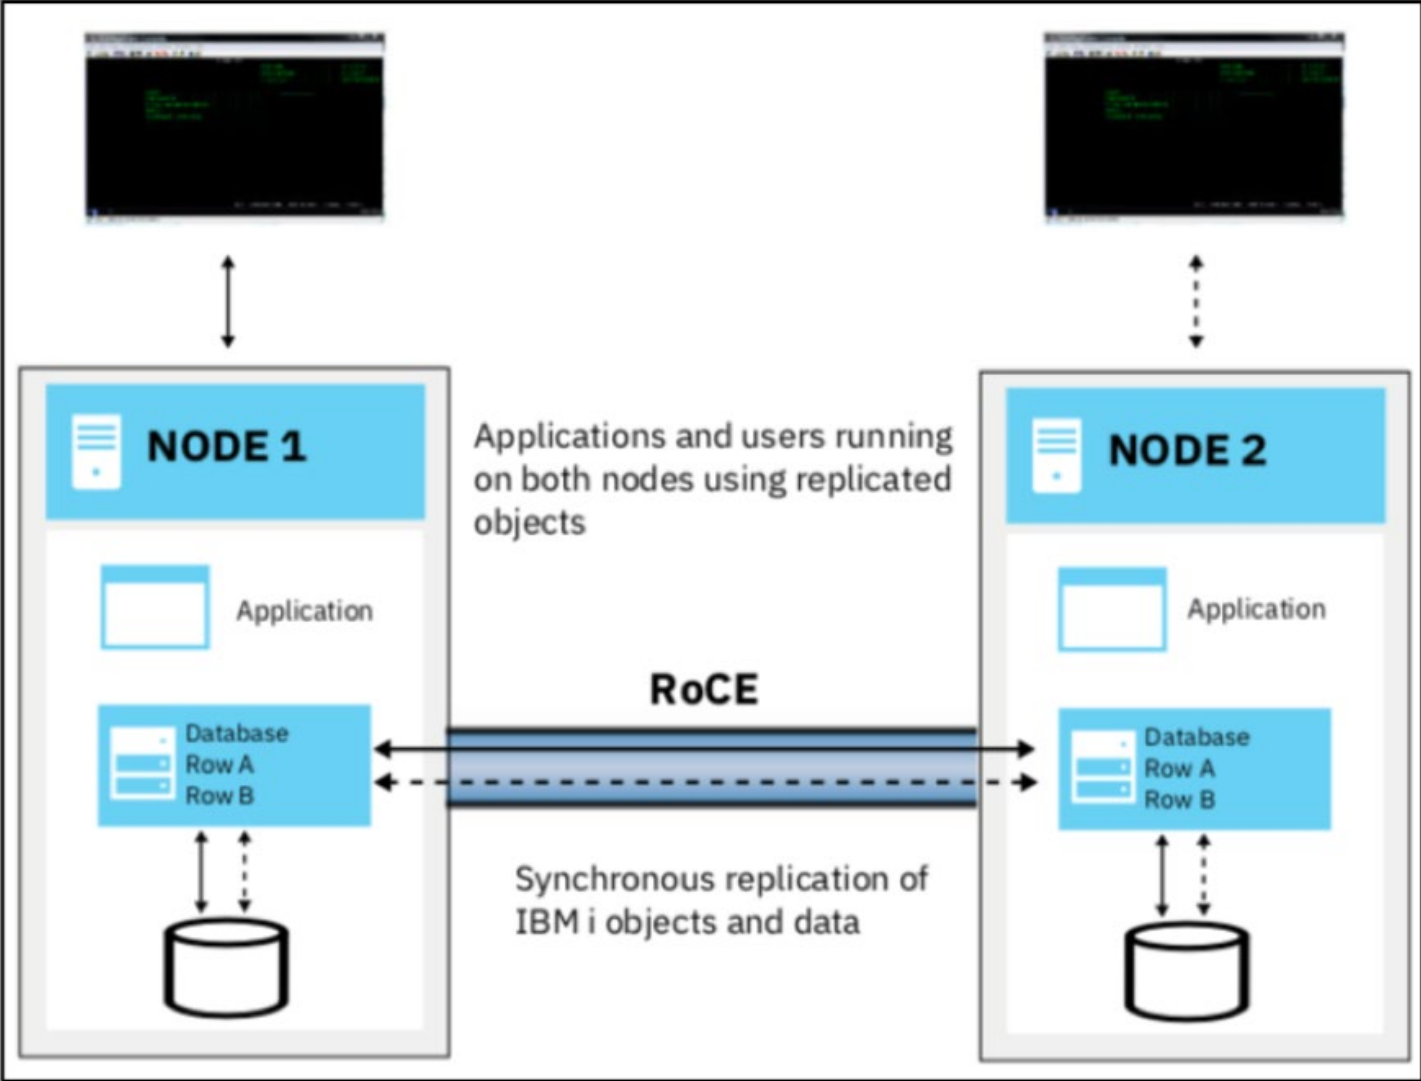 NODE 1
Applications and users running
on both nodes using replicated
objects
NODE 2
Application
Application
RoCE
Database
Row A
Row B
Database
Row A
Row B
Synchronous replication of
IBM i objects and data